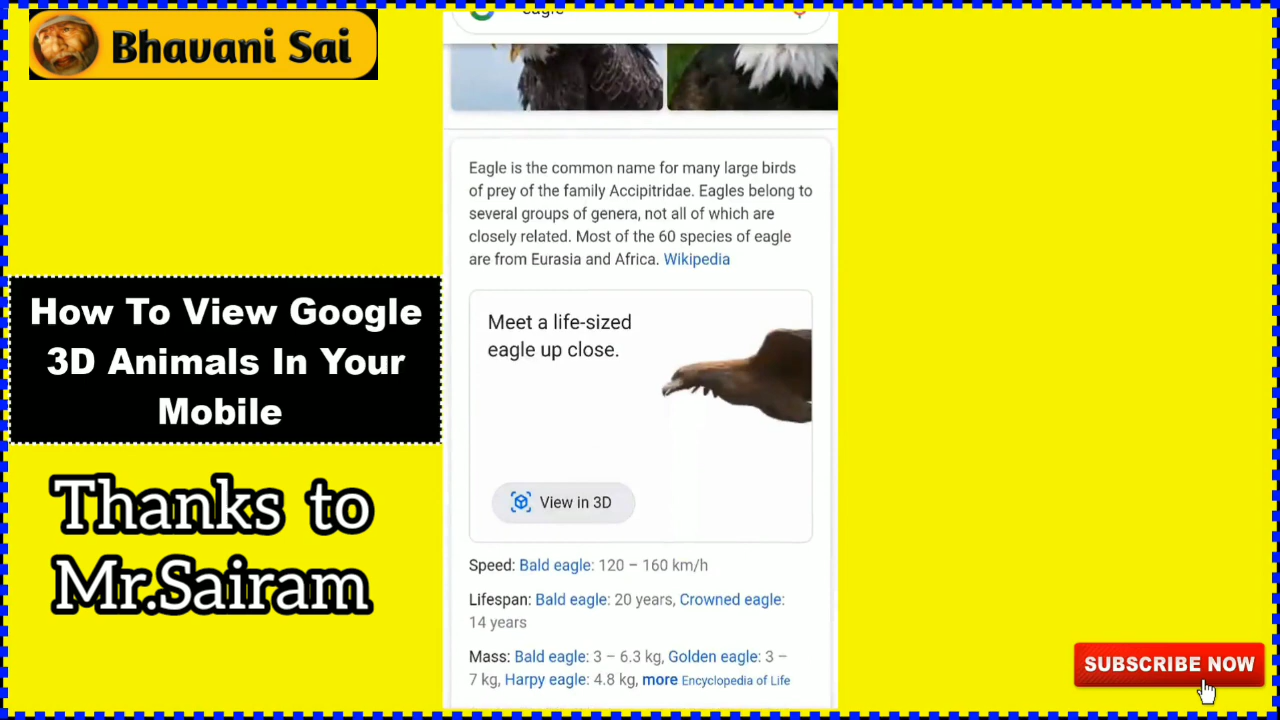 Bhavani Sai
eagle
Eagle is the common name for many large birds
of prey of the family Accipitridae. Eagles belong to
several groups of genera, not all of which are
closely related. Most of the 60 species of eagle
are from Eurasia and Africa. Wikipedia
How To View Google
3D Animals In Your
Mobile
Meet a life-sized
eagle up close.
View in 3D
Thanks to
Mr.Sairam
Speed: Bald eagle: 120 – 160 km/h
Lifespan: Bald eagle: 20 years, Crowned eagle:
14 years
Mass: Bald eagle: 3 – 6.3 kg, Golden eagle: 3 –
7 kg, Harpy eagle: 4.8 kg, more Encyclopedia of Life
SUBSCRIBE NOW